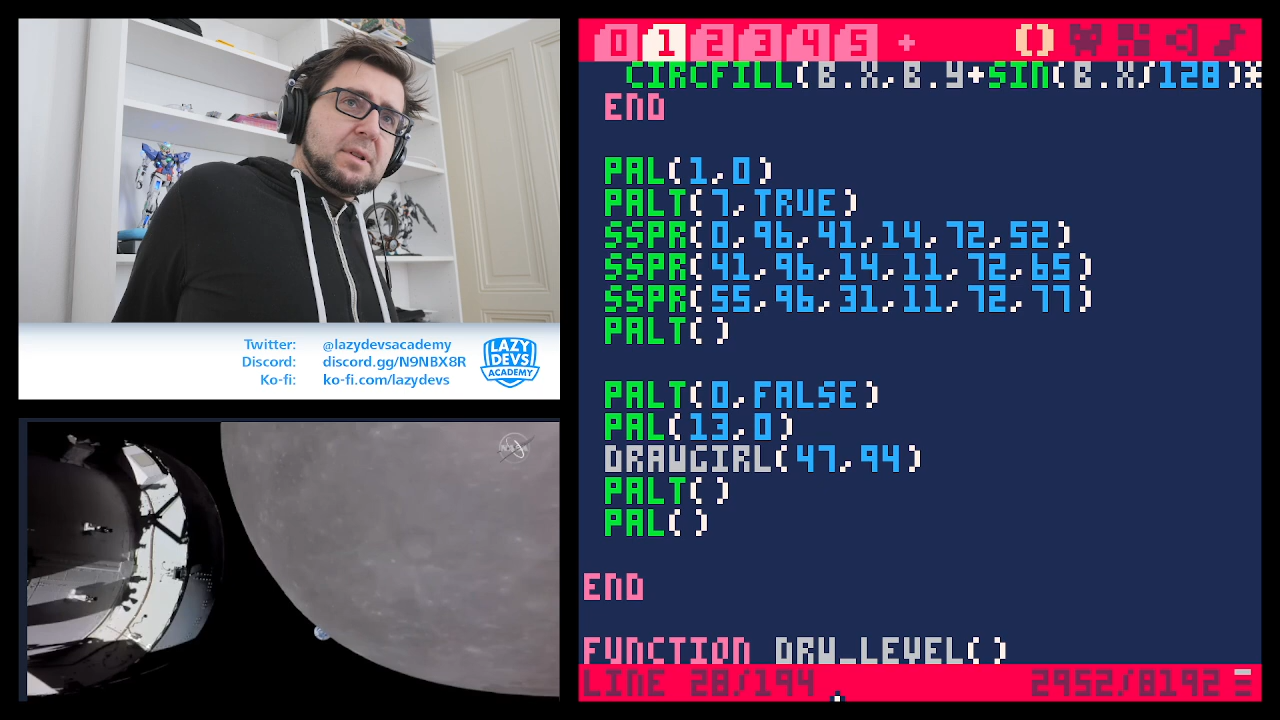 Twitter: @lazydevsacademy
Discord: discord.gg/N9NBX8R
Ko-fi: ko-fi.com/lazydevs
LAZY
DEVS
ACADEMY
0 1 2 3 4 5 + ()
CIRCFILL(B.X,B.Y+SIN(B.X/128)*
END
PAL(1,0)
PALT(7,TRUE)
SSPR(0,96,41,14,72,52)
SSPR(41,96,14,11,72,65)
SSPR(55,96,31,11,72,77)
PALT()
PALT(0,FALSE)
PAL(13,0)
DRAWGIRL(47,94)
PALT()
PAL()
END
FUNCTION DRW_LEVEL()
LINE 28/194 2952/8192